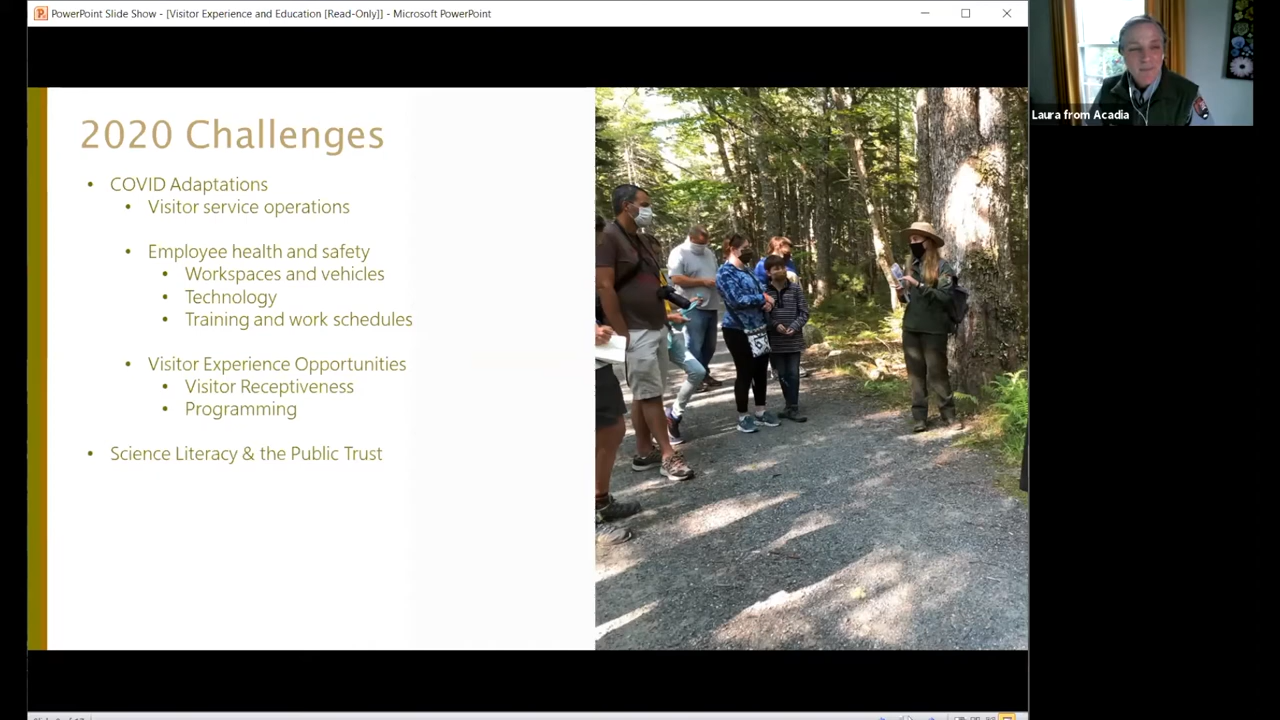 PowerPoint Slide Show - [Visitor Experience and Education [Read-Only]] - Microsoft PowerPoint
2020 Challenges
• COVID Adaptations
• Visitor service operations
• Employee health and safety
• Workspaces and vehicles
• Technology
• Training and work schedules
• Visitor Experience Opportunities
• Visitor Receptiveness
• Programming
• Science Literacy & the Public Trust
Laura from Acadia